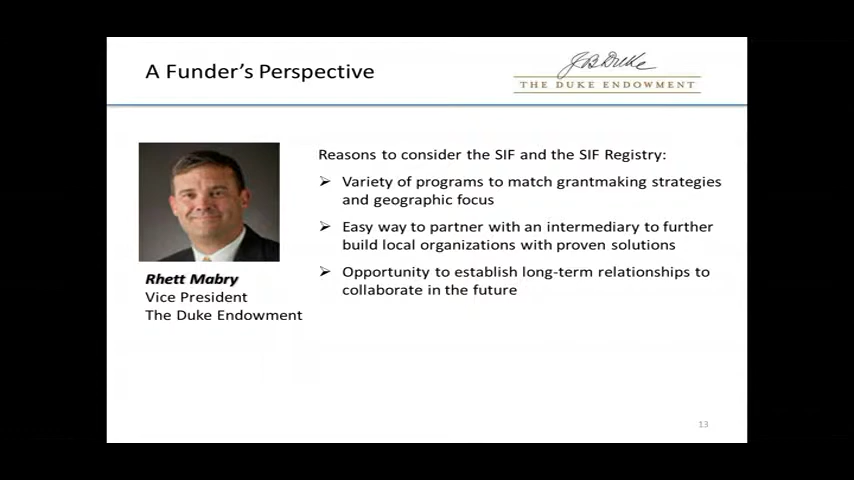 A Funder's Perspective
JB Duke
THE DUKE ENDOWMENT
Reasons to consider the SIF and the SIF Registry:
Variety of programs to match grantmaking strategies
and geographic focus
Easy way to partner with an intermediary to further
build local organizations with proven solutions
Opportunity to establish long-term relationships to
collaborate in the future
Rhett Mabry
Vice President
The Duke Endowment
13